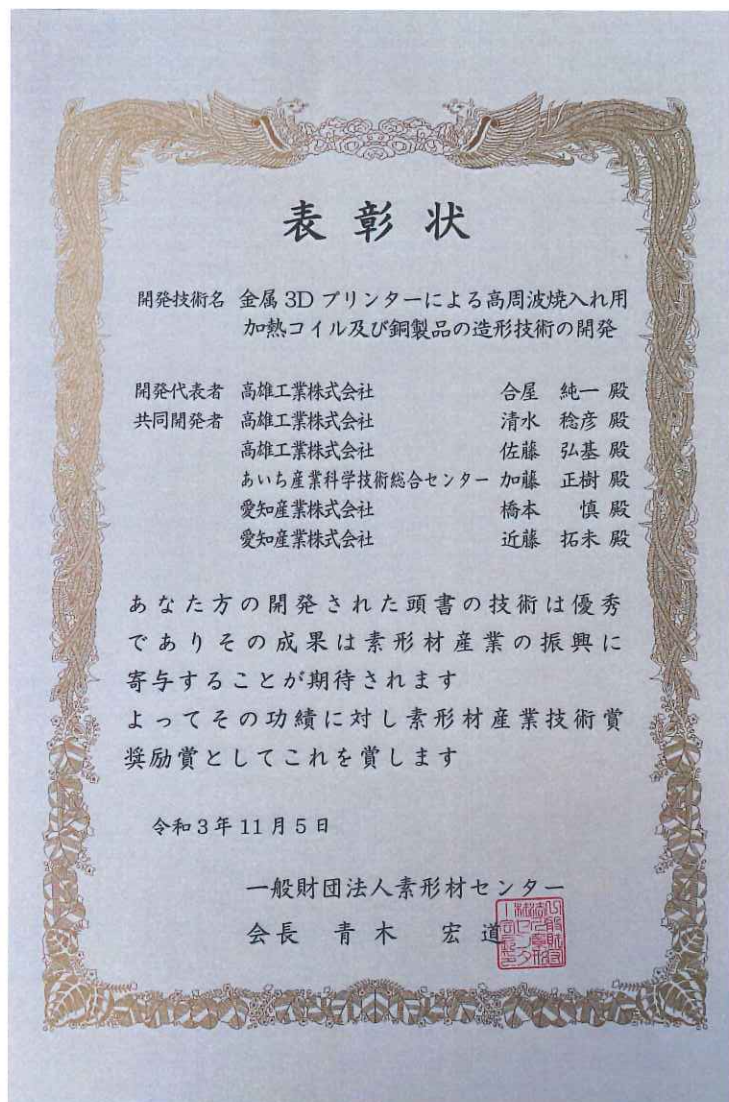 表彰状
開発技術名 金属3Dプリンターによる高周波焼入れ用
加熱コイル及び銅製品の造形技術の開発
開発代表者 高雄工業株式会社 合屋 純一 殿
共同開発者 高雄工業株式会社 清水 稔彦 殿
高雄工業株式会社 佐藤 弘基 殿
あいち産業科学技術総合センター 加藤 正樹 殿
愛知産業株式会社 橋本 慎 殿
愛知産業株式会社 近藤 拓未 殿
あなた方の開発された頭書の技術は優秀
でありその成果は素形材産業の振興に
寄与することが期待されます
よってその功績に対し素形材産業技術賞
奨励賞としてこれを賞します
令和3年11月5日
一般財団法人素形材センター
会長 青木 宏道